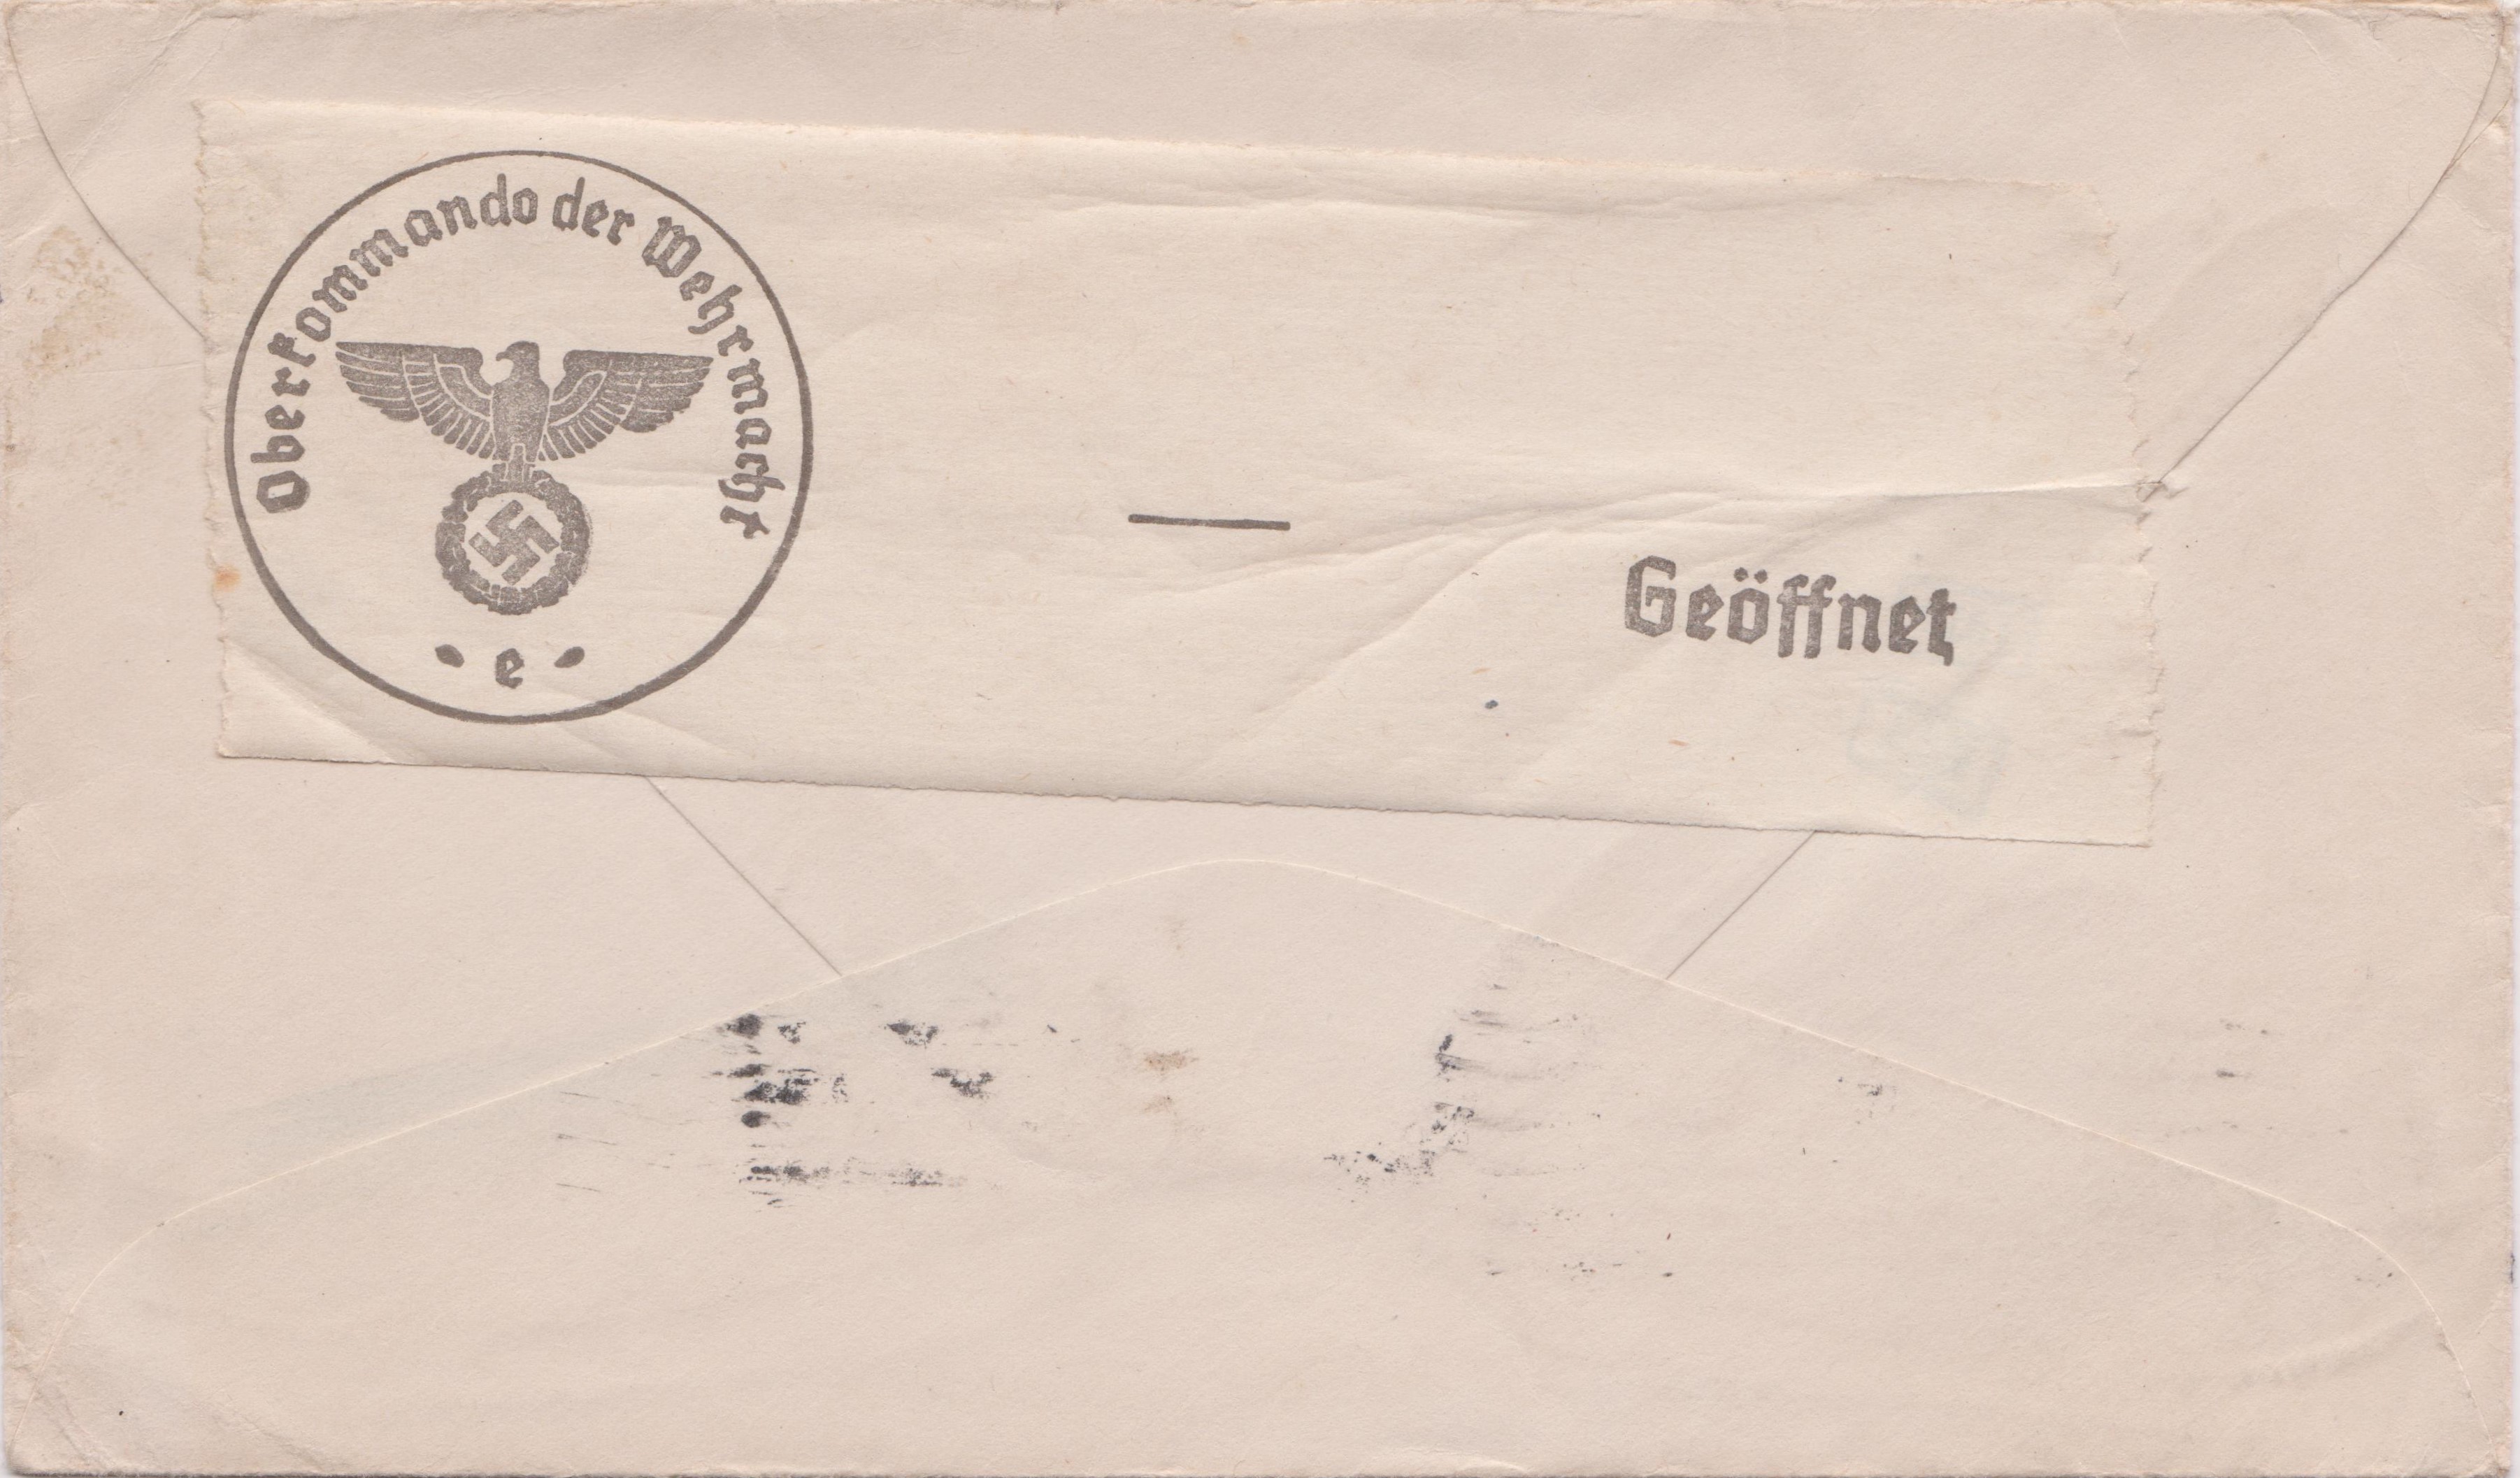 Oberkommando der Wehrmacht
e
Geöffnet